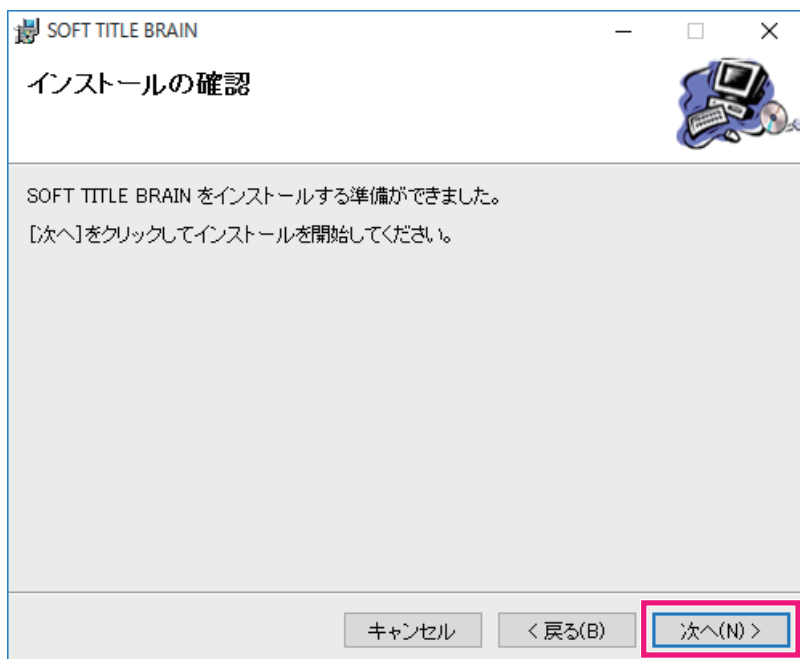 SOFT TITLE BRAIN
インストールの確認
SOFT TITLE BRAIN をインストールする準備ができました。
[次へ]をクリックしてインストールを開始してください。
キャンセル
< 戻る(B)
次へ(N) >